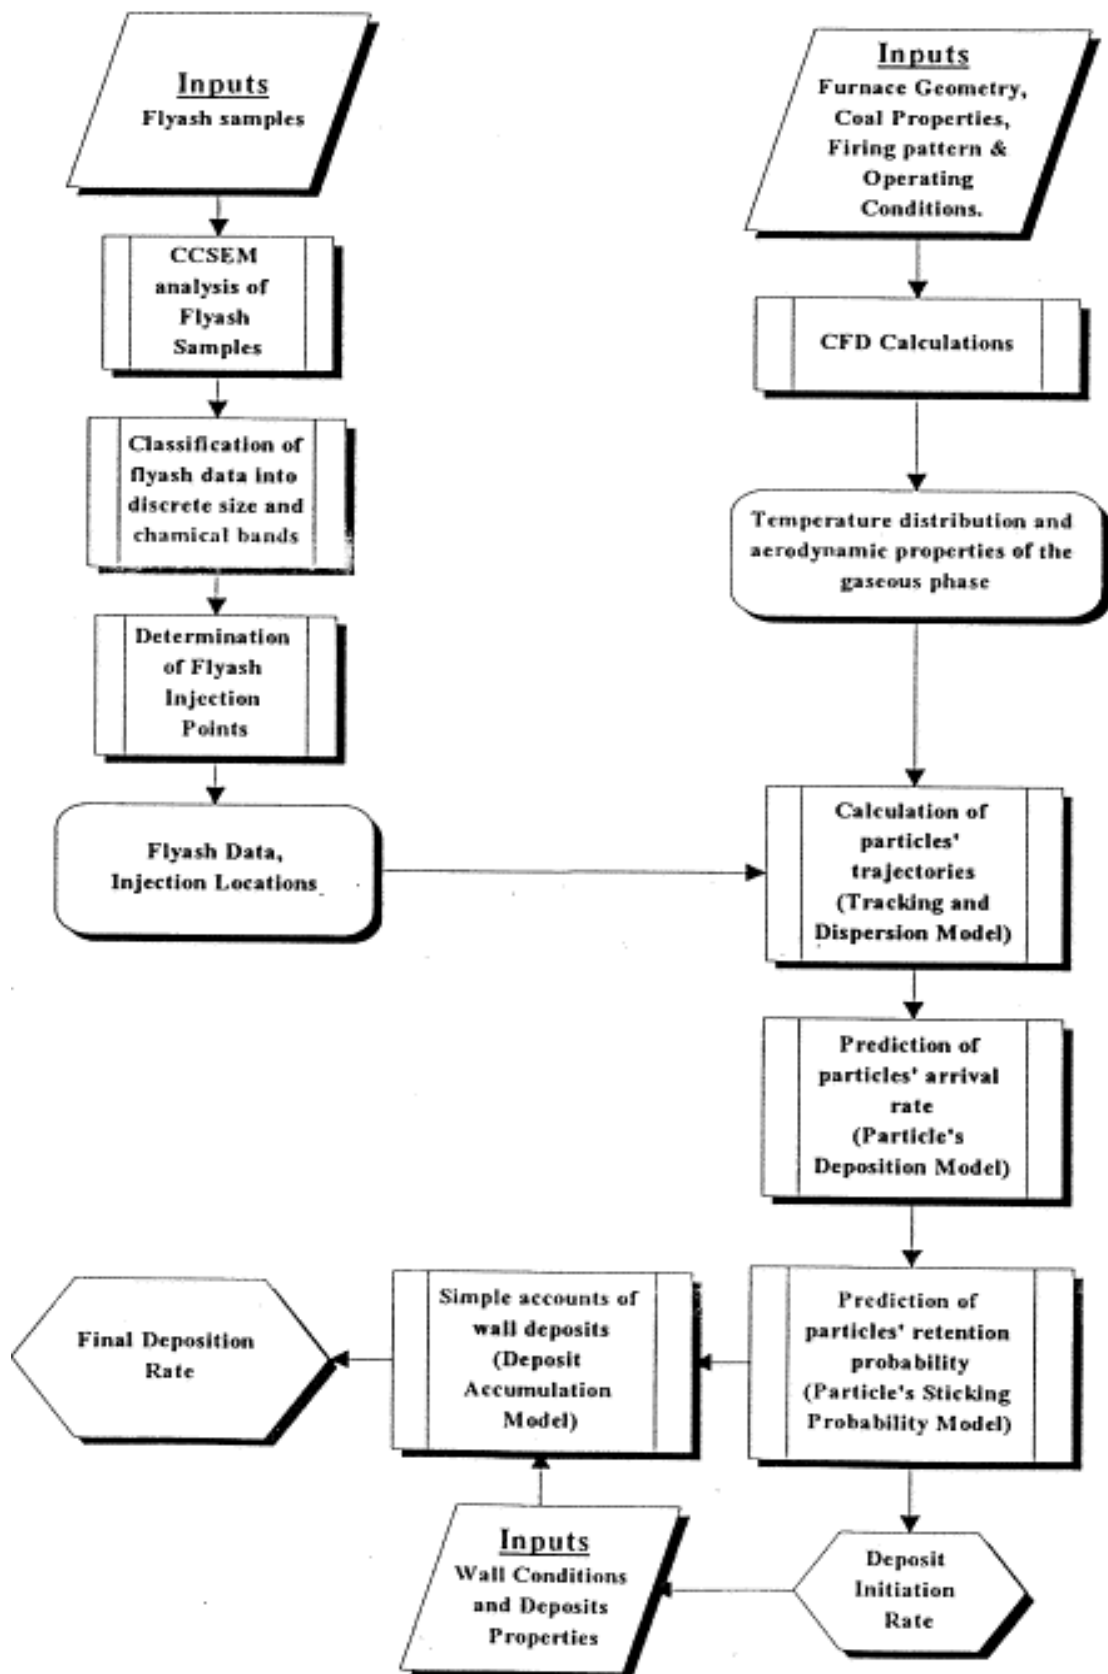 Inputs
Flyash samples
CCSEM
analysis of
Flyash
Samples
Classification of
flyash data into
discrete size and
chamical bands
Determination
of Flyash
Injection
Points
Flyash Data,
Injection Locations
Inputs
Furnace Geometry,
Coal Properties,
Firing pattern &
Operating
Conditions.
CFD Calculations
Temperature distribution and
aerodynamic properties of the
gaseous phase
Calculation of
particles'
trajectories
(Tracking and
Dispersion Model)
Prediction of
particles' arrival
rate
(Particle's
Deposition Model)
Prediction of
particles' retention
probability
(Particle's Sticking
Probability Model)
Simple accounts of
wall deposits
(Deposit
Accumulation
Model)
Final Deposition
Rate
Inputs
Wall Conditions
and Deposits
Properties
Deposit
Initiation
Rate